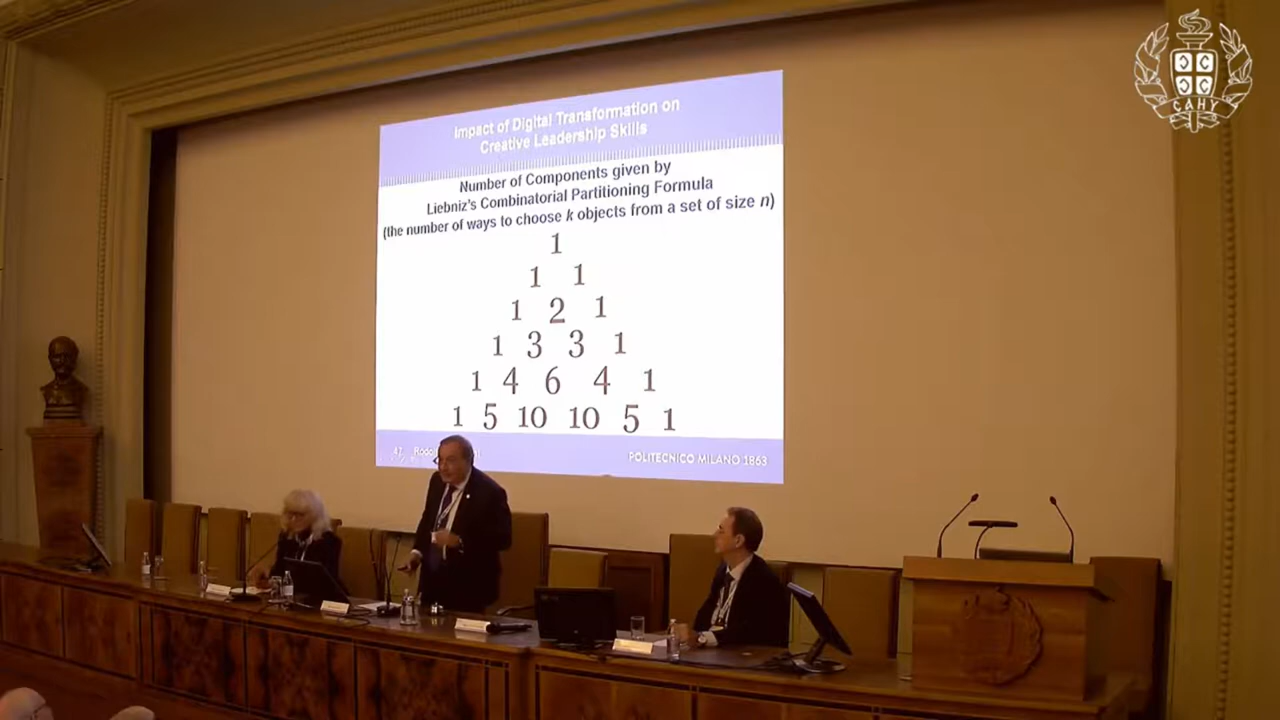 Impact of Digital Transformation on
Creative Leadership Skills
Number of Components given by
Liebniz's Combinatorial Partitioning Formula
(the number of ways to choose k objects from a set of size n)
1
1 1
1 2 1
1 3 3 1
1 4 6 4 1
1 5 10 10 5 1
47
POLITECNICO MILANO 1863
САНУ